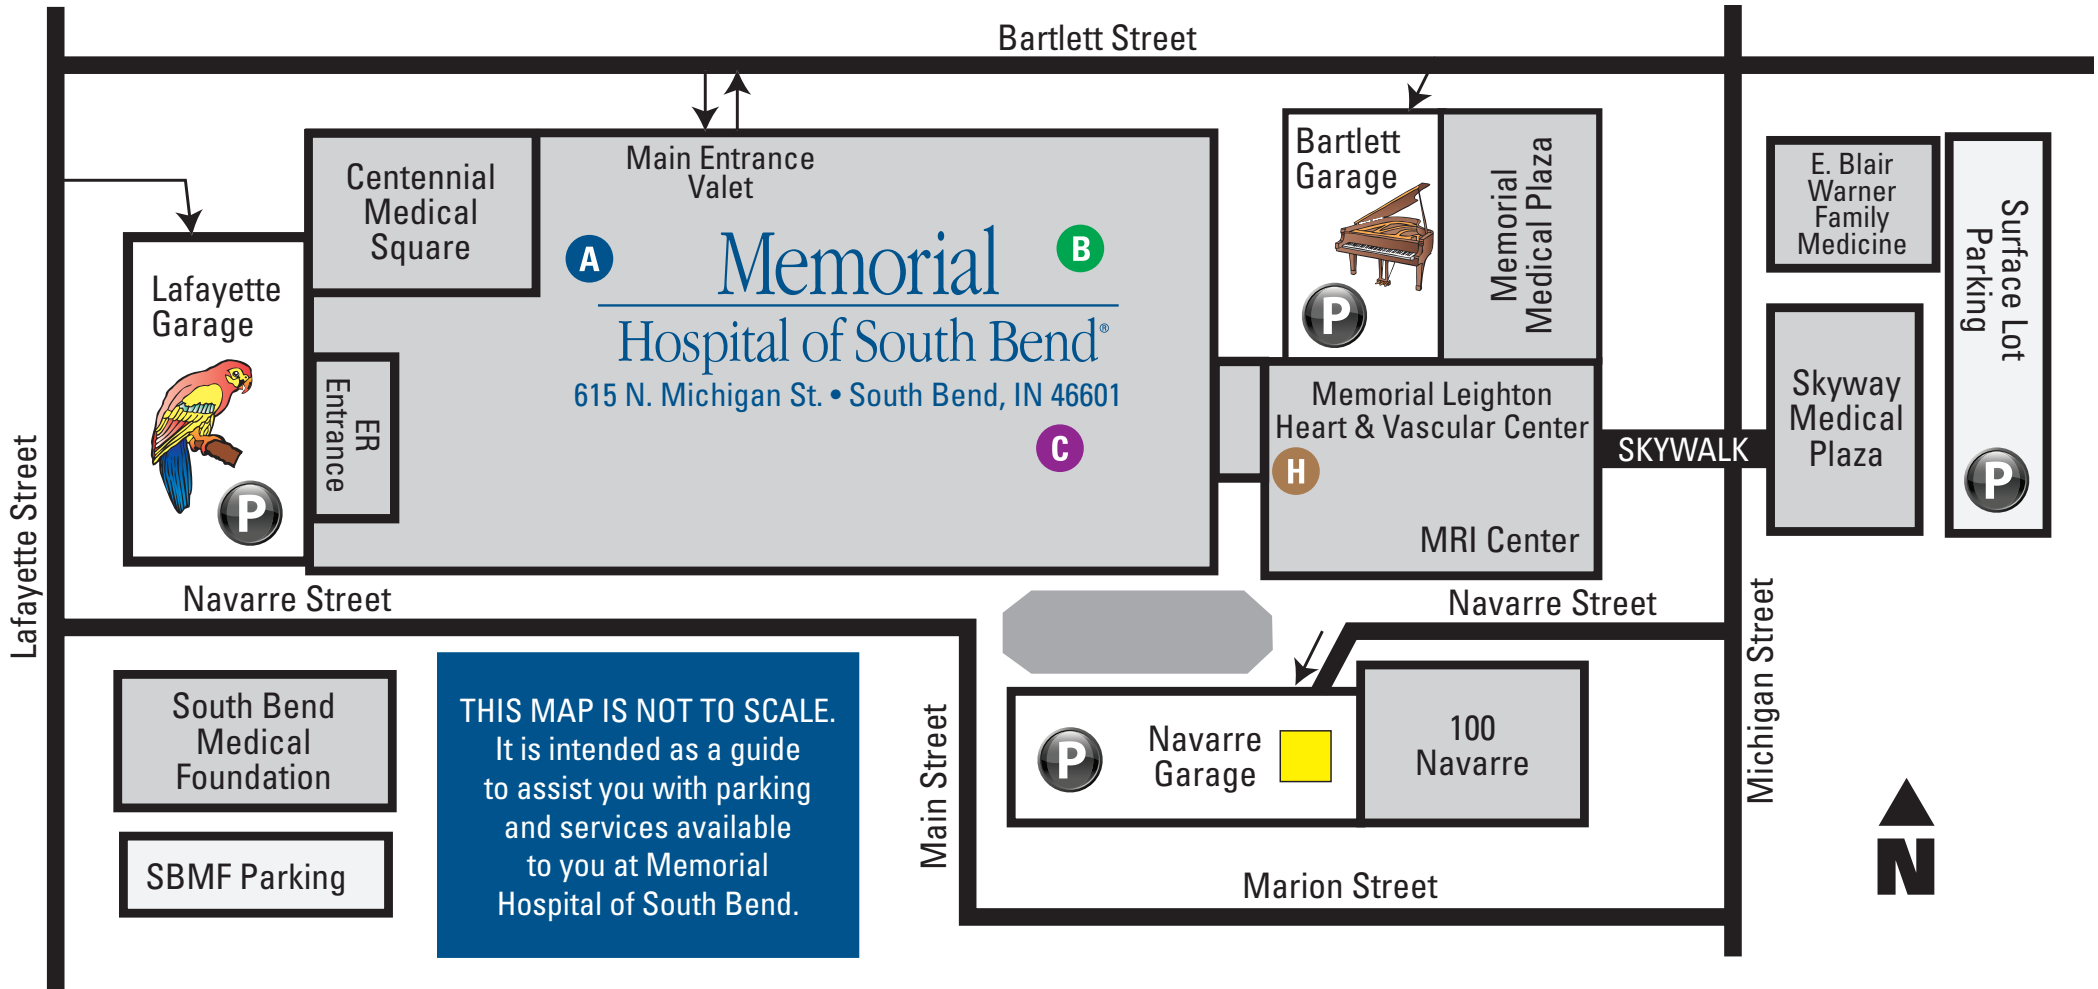 Bartlett Street
Main Entrance
Valet
Centennial
Medical
Square
Lafayette
Garage
P
ER
Entrance
A
B
C
Memorial
Hospital of South Bend®
615 N. Michigan St. • South Bend, IN 46601
Bartlett
Garage
P
Memorial
Medical Plaza
Memorial Leighton
Heart & Vascular Center
H
MRI Center
SKYWALK
E. Blair
Warner
Family
Medicine
Skyway
Medical
Plaza
Surface Lot
Parking
P
Lafayette Street
Navarre Street
Navarre Street
Michigan Street
South Bend
Medical
Foundation
SBMF Parking
THIS MAP IS NOT TO SCALE.
It is intended as a guide
to assist you with parking
and services available
to you at Memorial
Hospital of South Bend.
Main Street
P
Navarre
Garage
100
Navarre
Marion Street
N